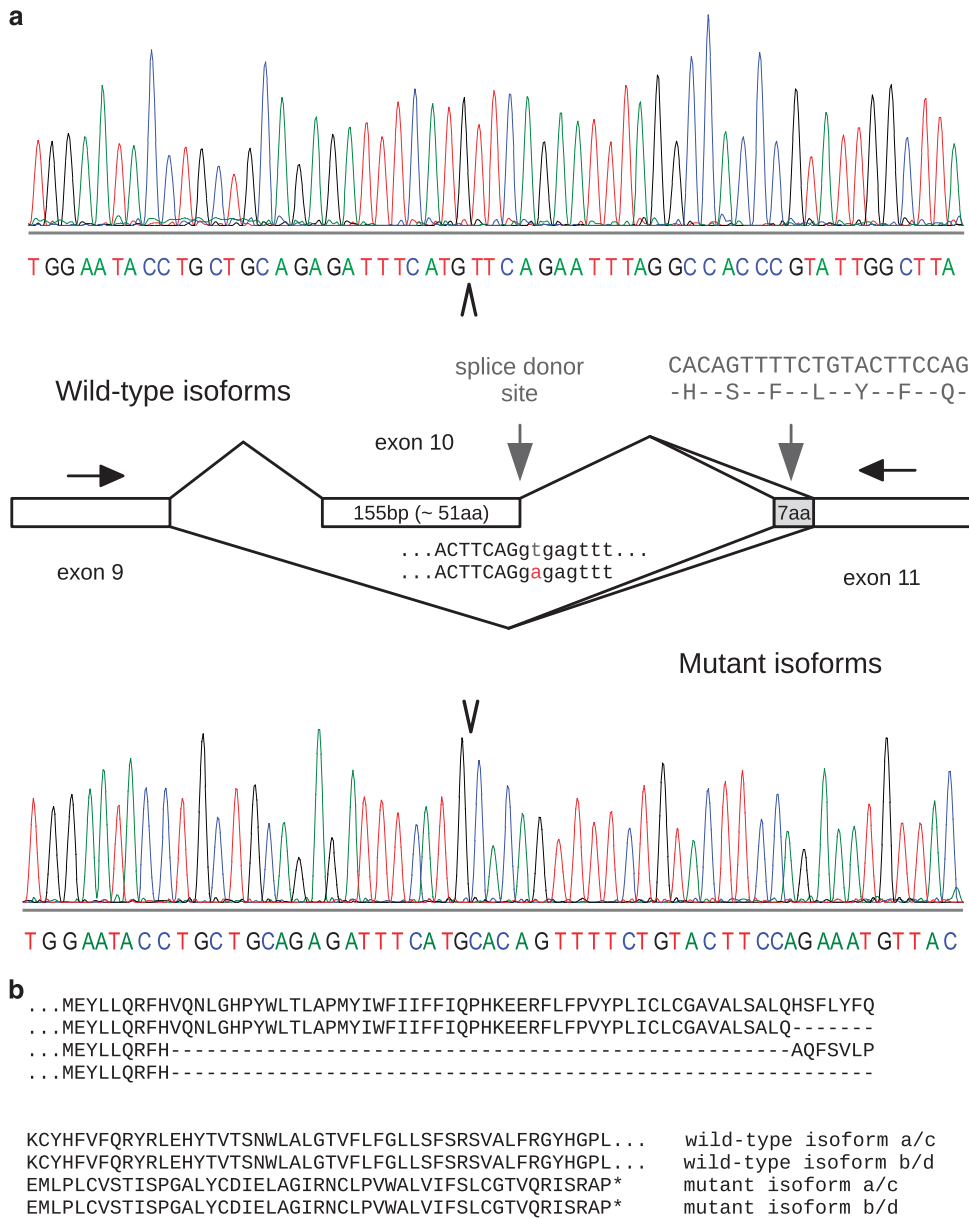 a
TGGAATACCTGCTGCAGAGATTTCATGTTCAGAATTTAGGCCACCCGTATTGGCTTA
splice donor
site
CACAGTTTTCTGTACTTCCAG
-H--S--F--L--Y--F--Q-
Wild-type isoforms
exon 10
155bp (~ 51aa)
7aa
...ACTTCAGgtgagttt...
...ACTTCAGgagagttt
exon 9
exon 11
Mutant isoforms
TGGAATACCTGCTGCAGAGATTTCATGCACAGTTTTCTGTACTTCCAGAAATGTTAC
b
...MEYLLQRFHVQNLGHPYWLTLAPMYIWFIIFFIQPHKEERFLFPVYPLICLCGAVALSALQHSFLYFQ
...MEYLLQRFHVQNLGHPYWLTLAPMYIWFIIFFIQPHKEERFLFPVYPLICLCGAVALSALQ-------
...MEYLLQRFH----------------------------------------------------AQFSVLP
...MEYLLQRFH-----------------------------------------------------------
KCYHFVFQRYRLEHYTVTSNWLALGTVFLFGLLSFSRSVALFRGYHGPL... wild-type isoform a/c
KCYHFVFQRYRLEHYTVTSNWLALGTVFLFGLLSFSRSVALFRGYHGPL... wild-type isoform b/d
EMLPLCVSTISPGALYCDIELAGIRNCLPVWALVIFSLCGTVQRISRAP* mutant isoform a/c
EMLPLCVSTISPGALYCDIELAGIRNCLPVWALVIFSLCGTVQRISRAP* mutant isoform b/d